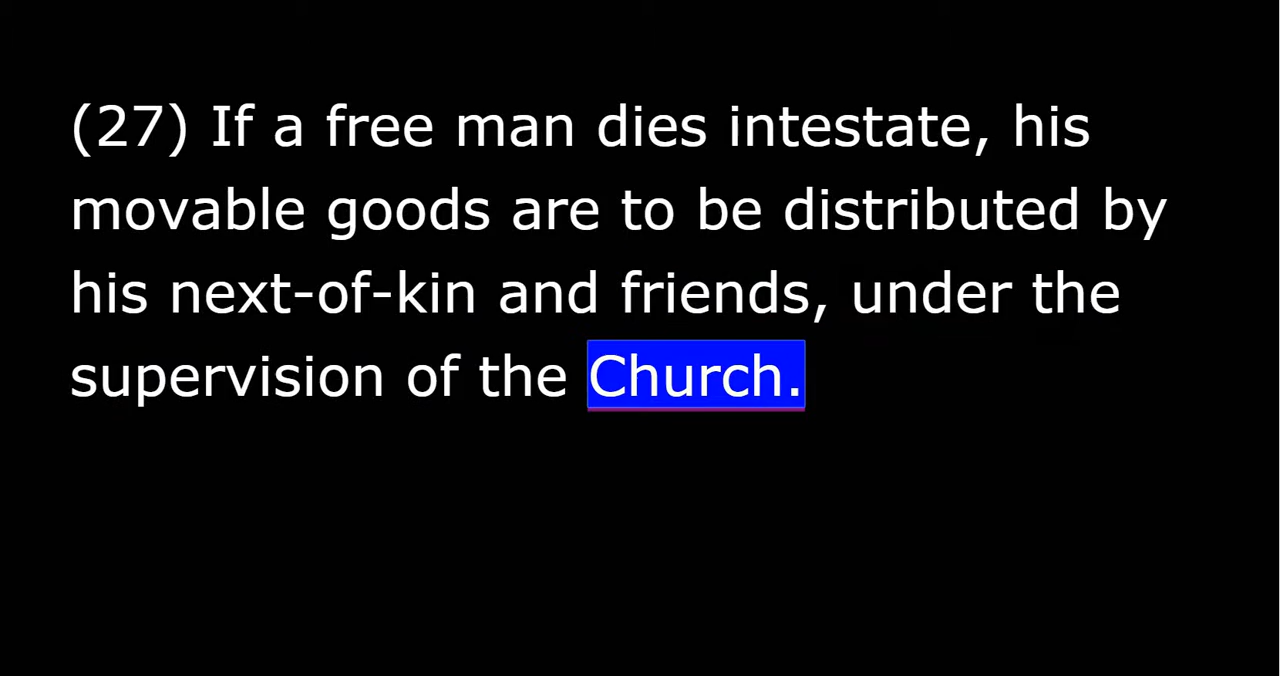 (27) If a free man dies intestate, his
movable goods are to be distributed by
his next-of-kin and friends, under the
supervision of the Church.